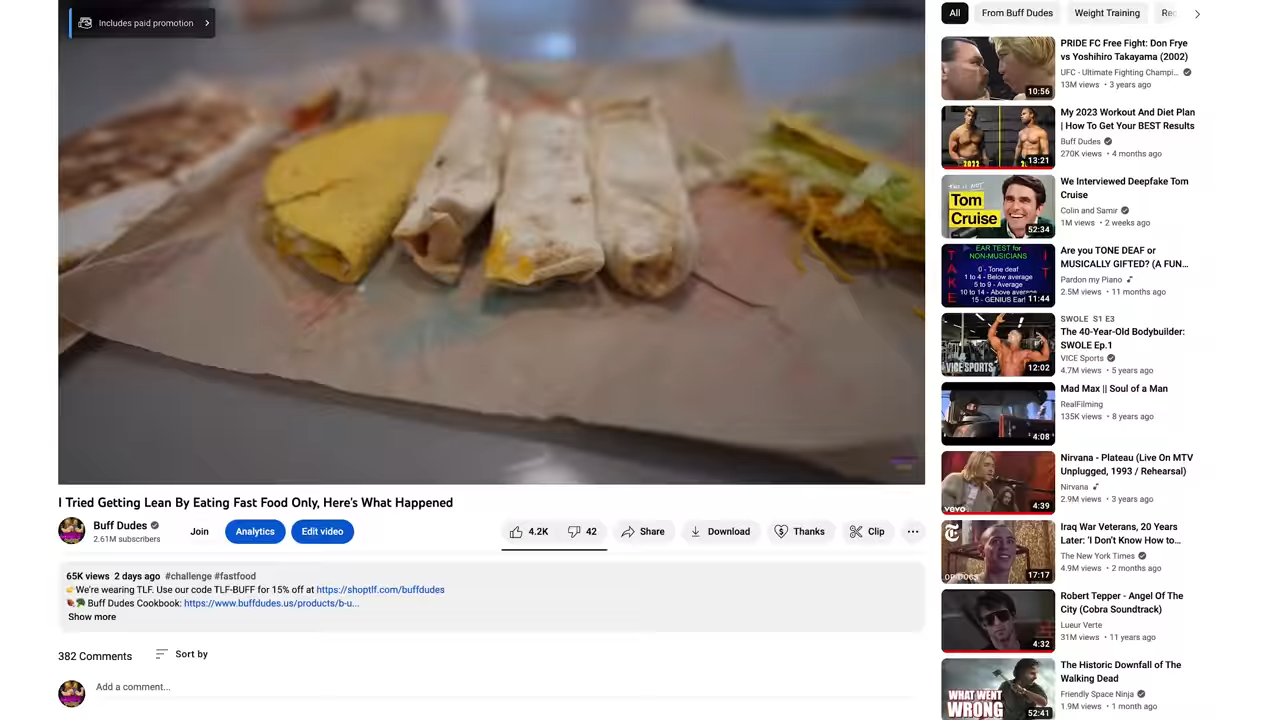 Includes paid promotion
I Tried Getting Lean By Eating Fast Food Only, Here's What Happened
Buff Dudes
2.61M subscribers
Join
Analytics
Edit video
4.2K
42
Share
Download
Thanks
Clip
65K views 2 days ago #challenge #fastfood
We're wearing TLF. Use our code TLF-BUFF for 15% off at https://shoptlf.com/buffdudes
Buff Dudes Cookbook: https://www.buffdudes.us/products/b-u...
Show more
382 Comments
Sort by
Add a comment...
All
From Buff Dudes
Weight Training
10:56
PRIDE FC Free Fight: Don Frye
vs Yoshihiro Takayama (2002)
UFC - Ultimate Fighting Champi...
13M views • 3 years ago
13:21
My 2023 Workout And Diet Plan
| How To Get Your BEST Results
Buff Dudes
270K views • 4 months ago
Tom
Cruise
52:34
We Interviewed Deepfake Tom
Cruise
Colin and Samir
1M views • 2 weeks ago
EAR TEST for
NON-MUSICIANS
TAKE
IT
0 - Tone deaf
1 to 4 - Below average
5 to 9 - Average
10 to 14 - Above average
15 - GENIUS Ear!
11:44
Are you TONE DEAF or
MUSICALLY GIFTED? (A FUN...
Pardon my Piano
2.5M views • 11 months ago
VICE SPORTS
12:02
SWOLE S1 E3
The 40-Year-Old Bodybuilder:
SWOLE Ep.1
VICE Sports
4.7M views • 5 years ago
4:08
Mad Max || Soul of a Man
RealFilming
135K views • 8 years ago
vevo
4:39
Nirvana - Plateau (Live On MTV
Unplugged, 1993 / Rehearsal)
Nirvana
2.9M views • 3 years ago
OP-DOCS
17:17
Iraq War Veterans, 20 Years
Later: 'I Don't Know How to...
The New York Times
4.9M views • 2 months ago
4:32
Robert Tepper - Angel Of The
City (Cobra Soundtrack)
Lueur Verte
31M views • 11 years ago
WHAT WENT
WRONG
52:41
The Historic Downfall of The
Walking Dead
Friendly Space Ninja
1.9M views • 1 month ago